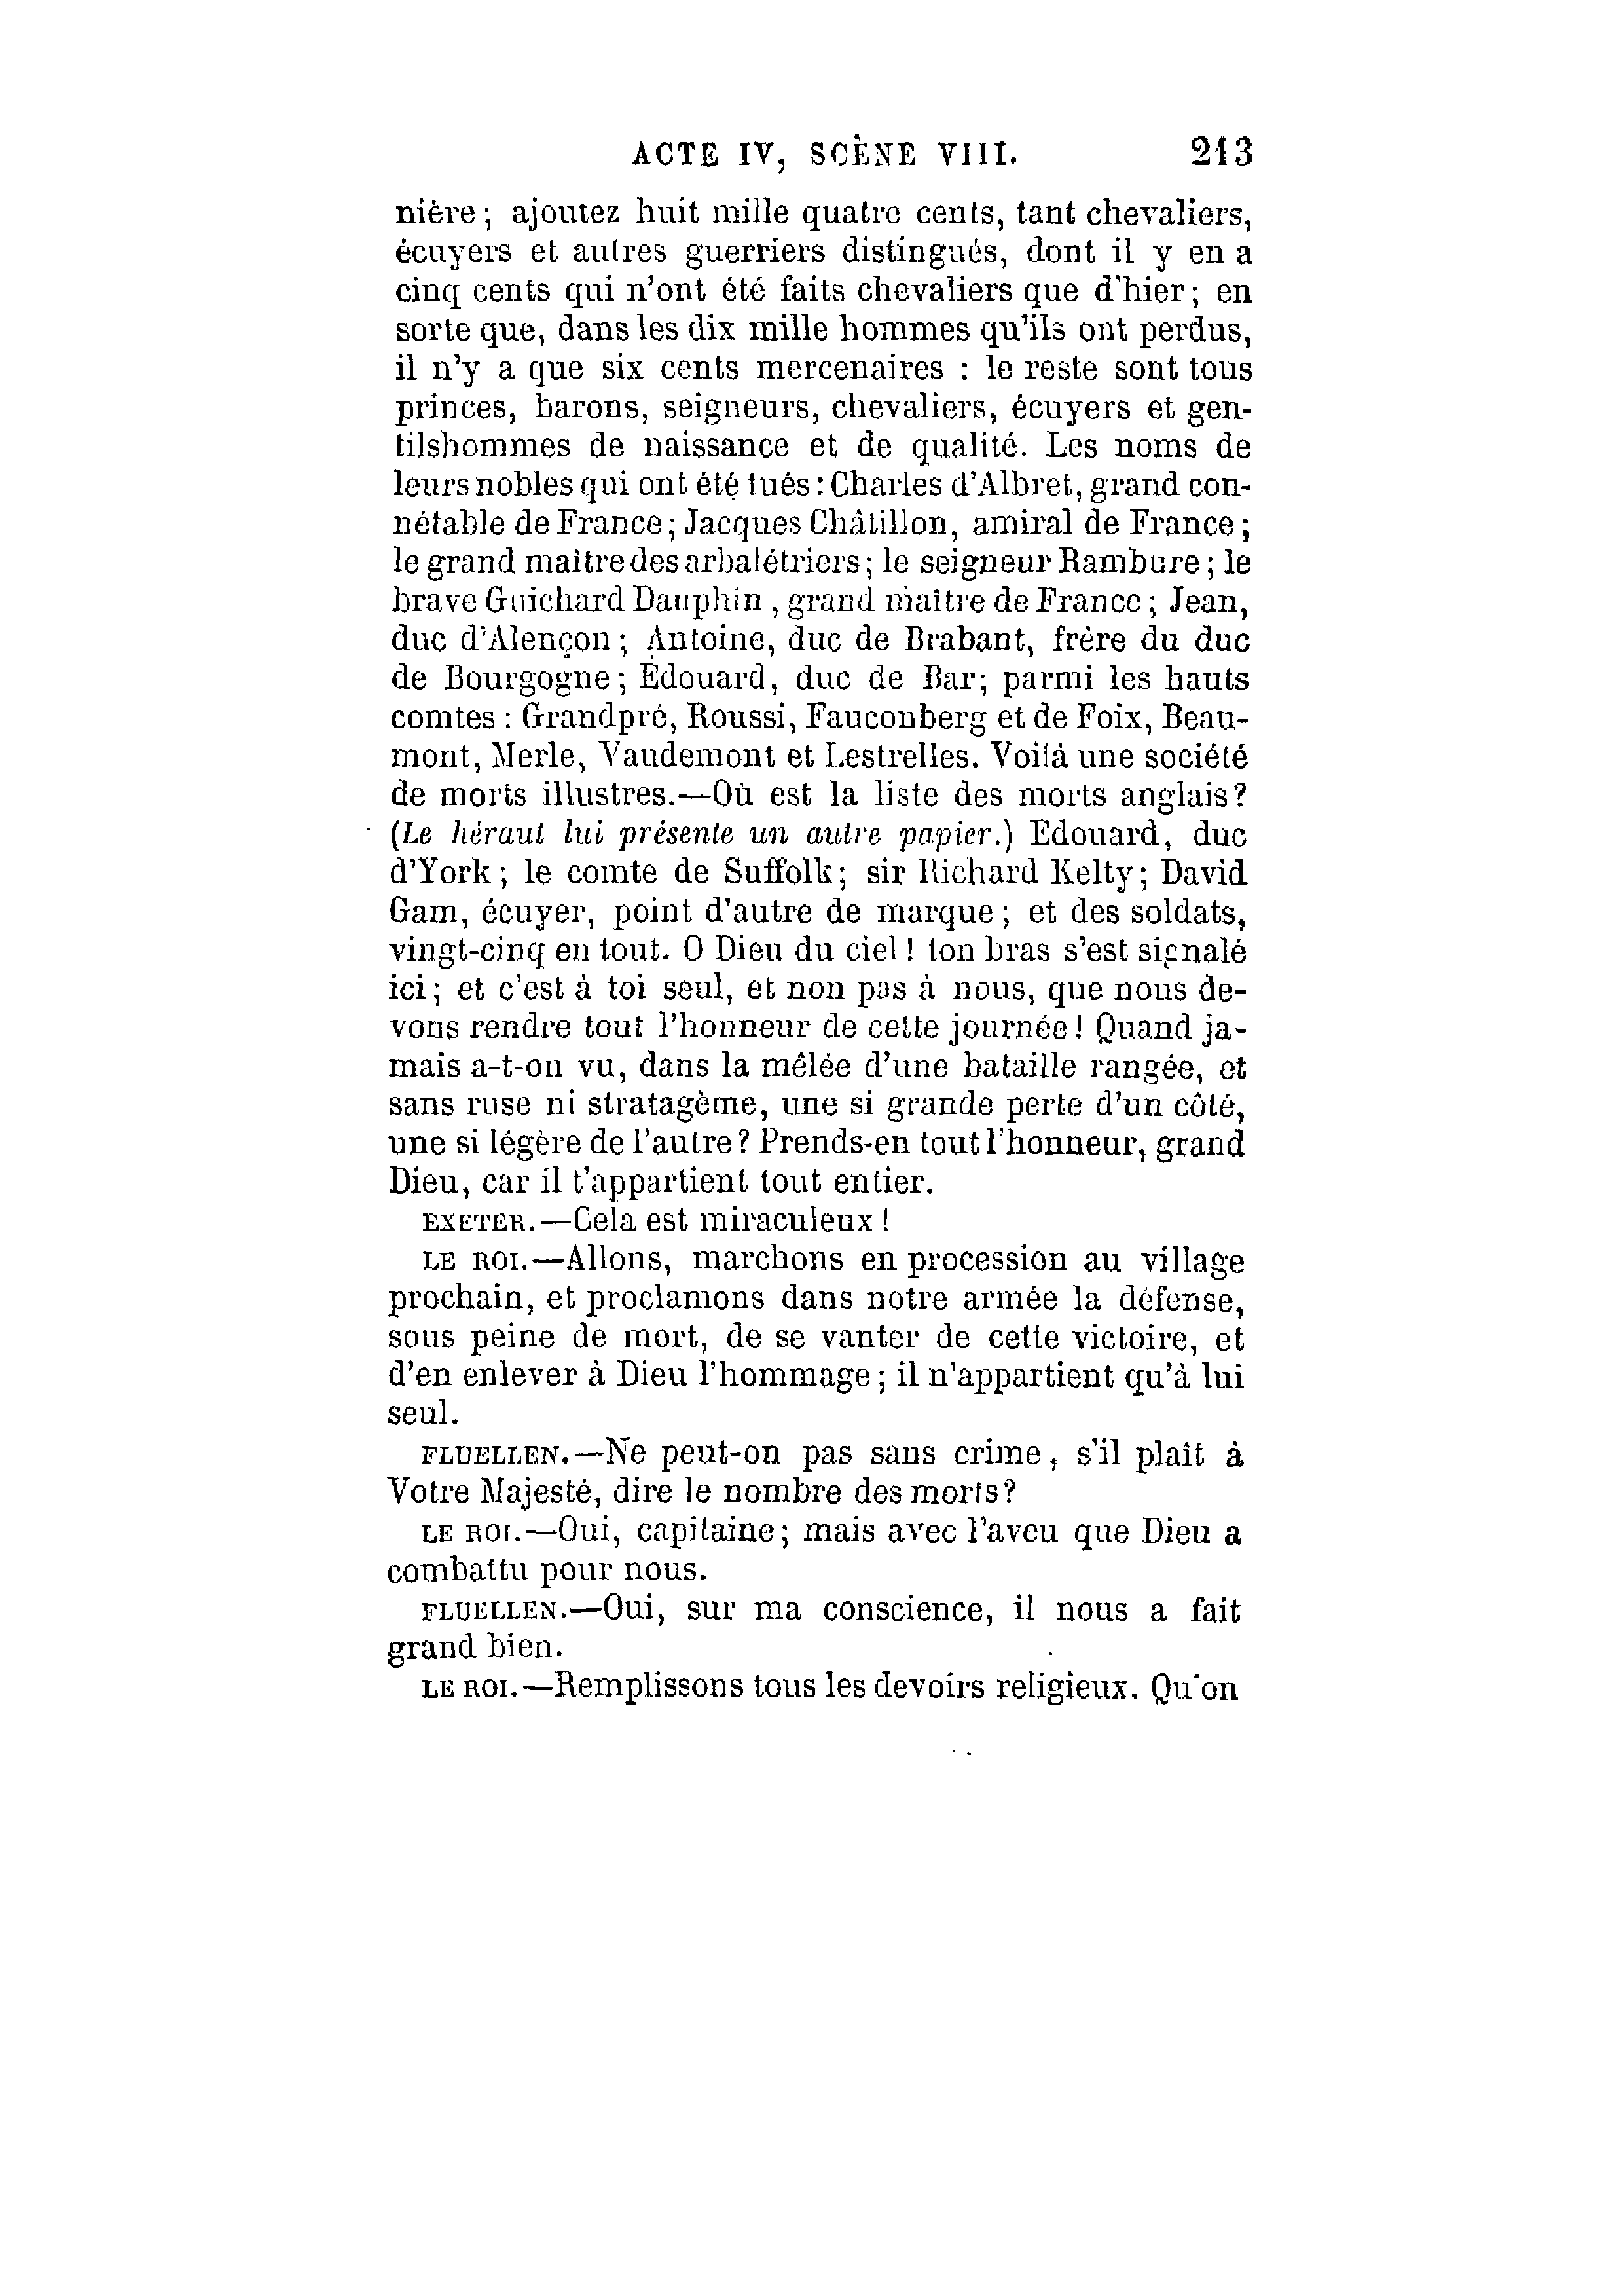 ACTE IV, SCÈNE VIII. 213
nière ; ajoutez huit mille quatre cents, tant chevaliers,
écuyers et autres guerriers distingués, dont il y en a
cinq cents qui n'ont été faits chevaliers que d'hier ; en
sorte que, dans les dix mille hommes qu'ils ont perdus,
il n'y a que six cents mercenaires : le reste sont tous
princes, barons, seigneurs, chevaliers, écuyers et gen-
tilshommes de naissance et de qualité. Les noms de
leurs nobles qui ont été tués : Charles d'Albret, grand con-
nétable de France ; Jacques Châtillon, amiral de France ;
le grand maître des arbalétriers ; le seigneur Rambure ; le
brave Guichard Dauphin , grand maître de France ; Jean,
duc d'Alençon ; Antoine, duc de Brabant, frère du duc
de Bourgogne ; Édouard, duc de Bar; parmi les hauts
comtes : Grandpré, Roussi, Fauconberg et de Foix, Beau-
mont, Merle, Vaudemont et Lestrelles. Voilà une société
de morts illustres.—Où est la liste des morts anglais?
(Le héraut lui présente un autre papier.) Edouard, duc
d'York ; le comte de Suffolk ; sir Richard Kelty ; David
Gam, écuyer, point d'autre de marque ; et des soldats,
vingt-cinq en tout. O Dieu du ciel ! ton bras s'est signalé
ici ; et c'est à toi seul, et non pas à nous, que nous de-
vons rendre tout l'honneur de cette journée ! Quand ja-
mais a-t-on vu, dans la mêlée d'une bataille rangée, et
sans ruse ni stratagème, une si grande perte d'un côté,
une si légère de l'autre ? Prends-en tout l'honneur, grand
Dieu, car il t'appartient tout entier.
EXETER.—Cela est miraculeux !
LE ROI.—Allons, marchons en procession au village
prochain, et proclamons dans notre armée la défense,
sous peine de mort, de se vanter de cette victoire, et
d'en enlever à Dieu l'hommage ; il n'appartient qu'à lui
seul.
FLUELLEN.—Ne peut-on pas sans crime , s'il plaît à
Votre Majesté, dire le nombre des morts?
LE ROI.—Oui, capitaine ; mais avec l'aveu que Dieu a
combattu pour nous.
FLUELLEN.—Oui, sur ma conscience, il nous a fait
grand bien.
LE ROI.—Remplissons tous les devoirs religieux. Qu'on